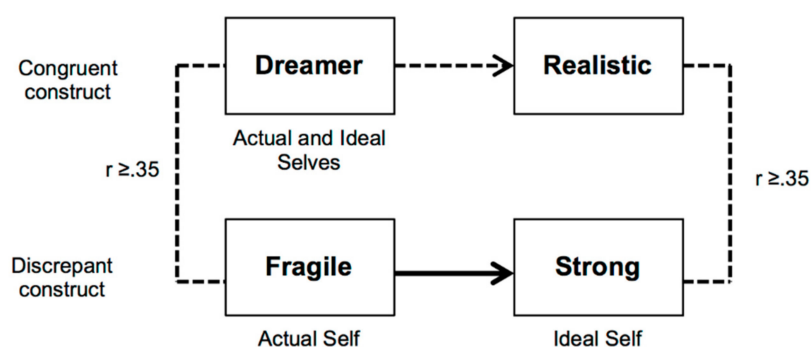 Congruent
construct
Dreamer
Realistic
Actual and Ideal
Selves
r ≥.35
r ≥.35
Discrepant
construct
Fragile
Strong
Actual Self
Ideal Self